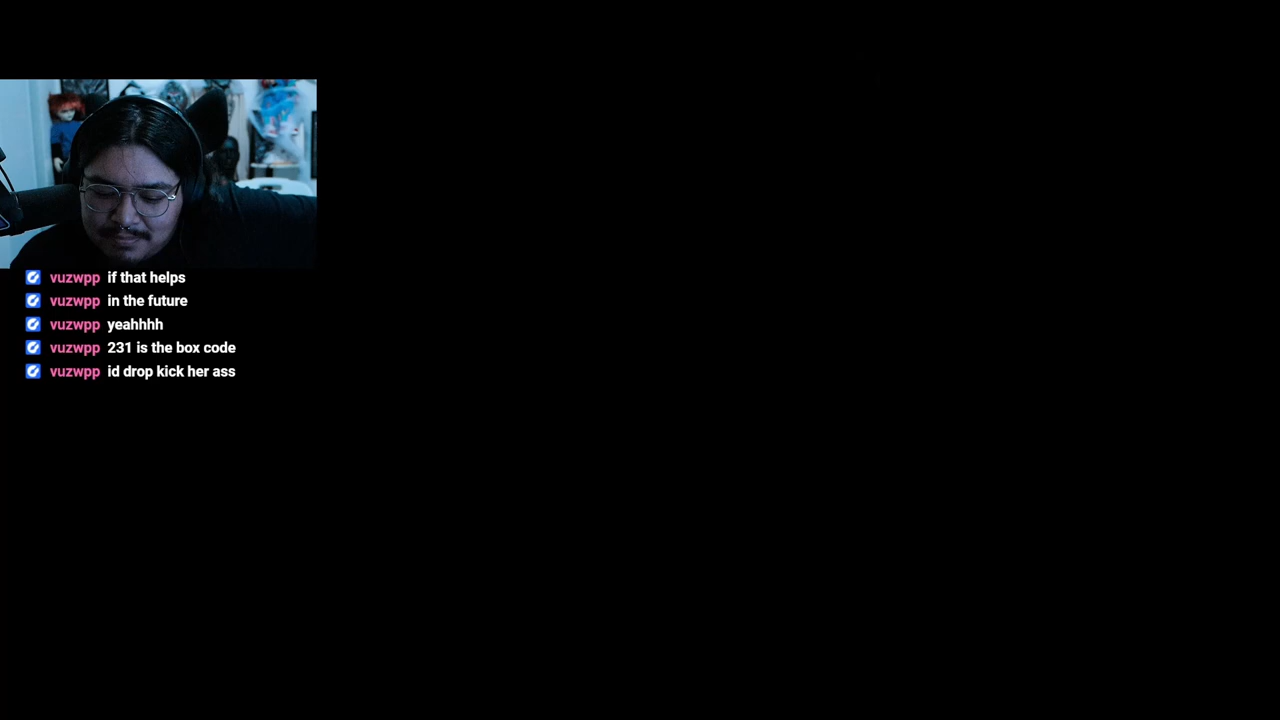 vuzwpp if that helps
vuzwpp in the future
vuzwpp yeahhhh
vuzwpp 231 is the box code
vuzwpp id drop kick her ass